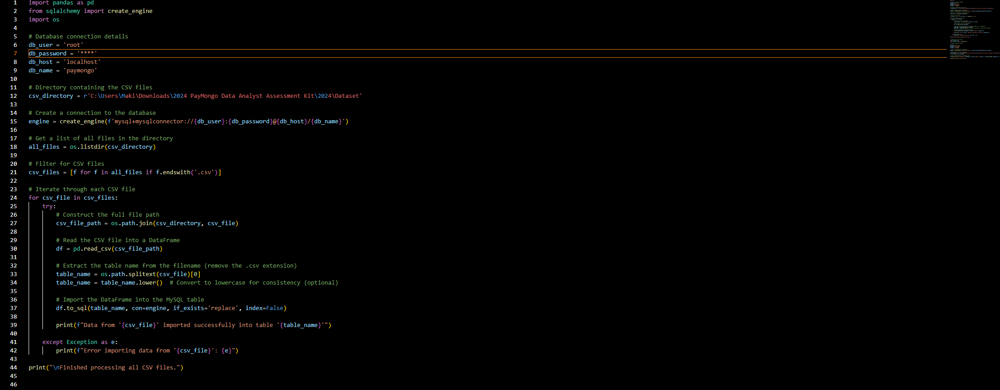 1 import pandas as pd
2 from sqlalchemy import create_engine
3 import os
4
5 # Database connection details
6 db_user = 'root'
7 db_password = '****'
8 db_host = 'localhost'
9 db_name = 'paymongo'
10
11 # Directory containing the CSV files
12 csv_directory = r'C:\Users\Maki\Downloads\2024 PayMongo Data Analyst Assessment Kit\2024\Dataset'
13
14 # Create a connection to the database
15 engine = create_engine(f'mysql+mysqlconnector://{db_user}:{db_password}@{db_host}/{db_name}')
16
17 # Get a list of all files in the directory
18 all_files = os.listdir(csv_directory)
19
20 # Filter for CSV files
21 csv_files = [f for f in all_files if f.endswith('.csv')]
22
23 # Iterate through each CSV file
24 for csv_file in csv_files:
25     try:
26         # Construct the full file path
27         csv_file_path = os.path.join(csv_directory, csv_file)
28
29         # Read the CSV file into a DataFrame
30         df = pd.read_csv(csv_file_path)
31
32         # Extract the table name from the filename (remove the .csv extension)
33         table_name = os.path.splitext(csv_file)[0]
34         table_name = table_name.lower()  # Convert to lowercase for consistency (optional)
35
36         # Import the DataFrame into the MySQL table
37         df.to_sql(table_name, con=engine, if_exists='replace', index=False)
38
39         print(f"Data from '{csv_file}' imported successfully into table '{table_name}'")
40
41     except Exception as e:
42         print(f"Error importing data from '{csv_file}': {e}")
43
44 print("\nFinished processing all CSV files.")
45
46